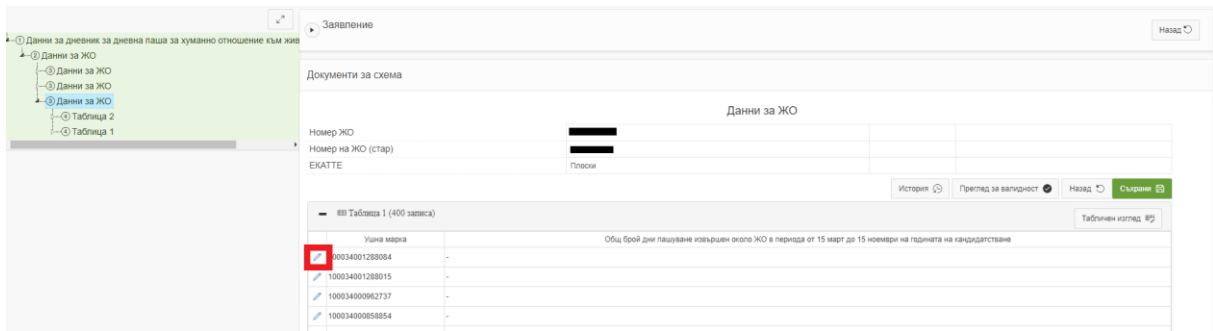 ① Данни за дневник за дневна паша за хуманно отношение към жив
② Данни за ЖО
③ Данни за ЖО
③ Данни за ЖО
③ Данни за ЖО
④ Таблица 2
④ Таблица 1
Заявление
Назад
Документи за схема
Данни за ЖО
Номер ЖО
Номер на ЖО (стар)
ЕКАТТЕ Плоски
История Преглед за валидност Назад Съхрани
Таблица 1 (400 записа) Табличен изглед
Ушна марка Общ брой дни пашуване извършен около ЖО в периода от 15 март до 15 ноември на годината на кандидатстване
100034001288084 -
100034001288015 -
100034000962737 -
100034000858854 -